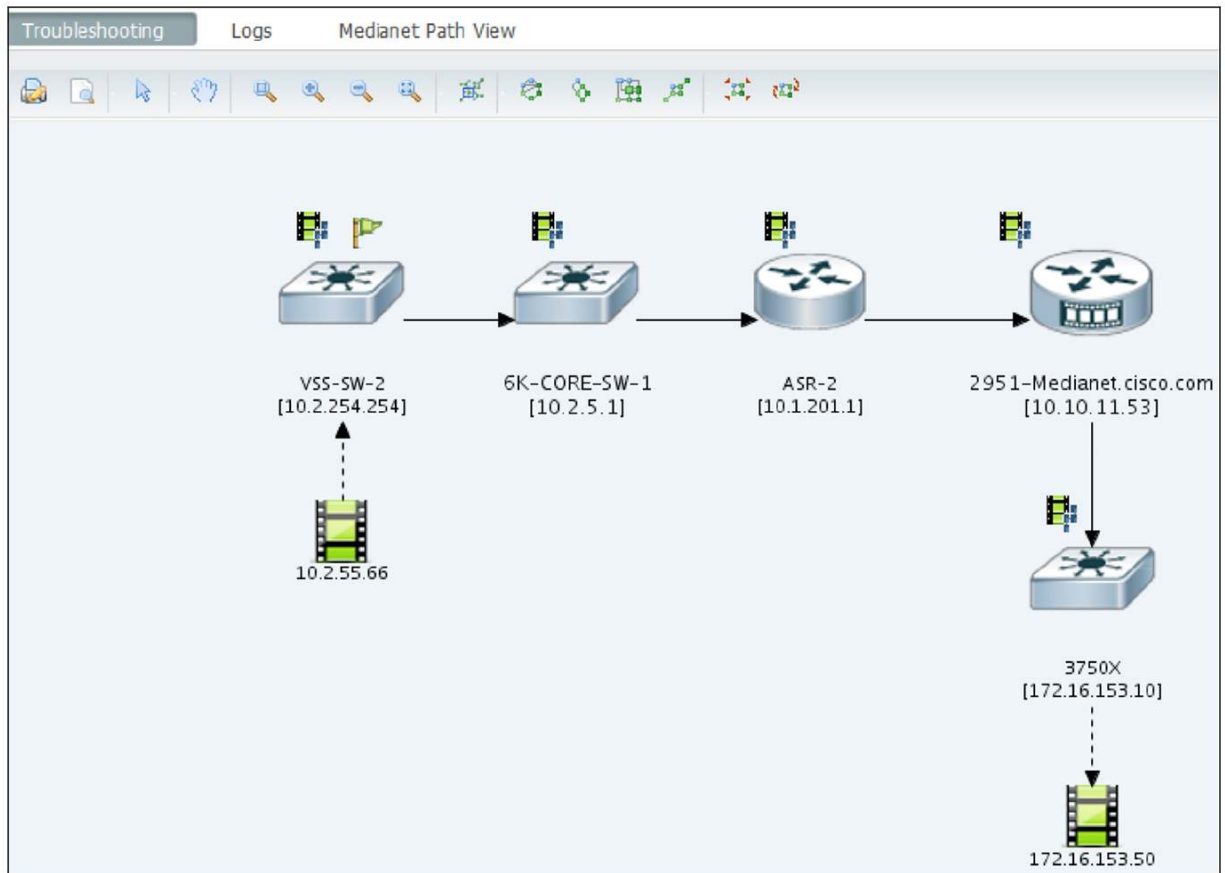 Troubleshooting Logs Medianet Path View
VSS-SW-2
[10.2.254.254]
6K-CORE-SW-1
[10.2.5.1]
ASR-2
[10.1.201.1]
2951-Medianet.cisco.com
[10.10.11.53]
10.2.55.66
3750X
[172.16.153.10]
172.16.153.50